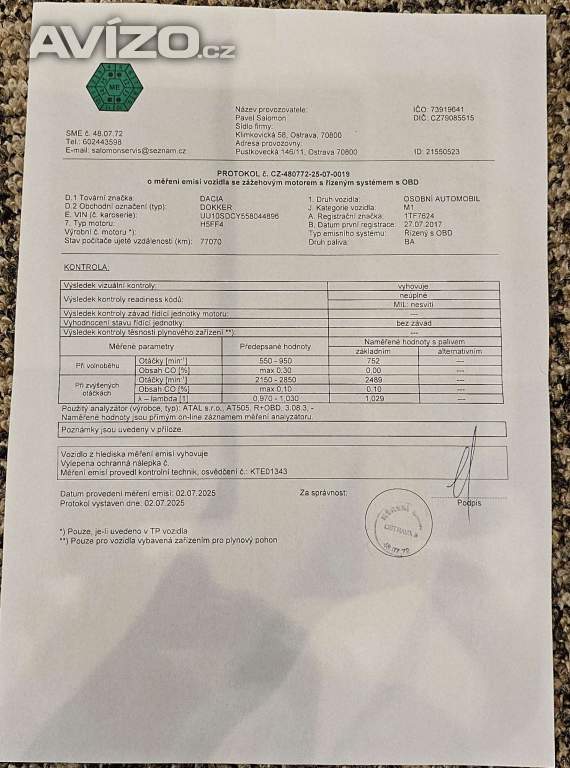 AVÍZO.cz
ME
SME č. 48.07.72
Tel.: 602443598
E-mail: salomonservis@seznam.cz
Název provozovatele:
Pavel Salomon
Sídlo firmy:
Klimkovická 58, Ostrava, 70800
Adresa provozovny:
Pustkovecká 146/11, Ostrava 70800
IČO: 73919641
DIČ: CZ79085515
ID: 21550523
PROTOKOL č. CZ-480772-25-07-0019
o měření emisí vozidla se zážehovým motorem s řízeným systémem s OBD
D.1 Tovární značka: DACIA 1. Druh vozidla: OSOBNÍ AUTOMOBIL
D.2 Obchodní označení (typ): DOKKER J. Kategorie vozidla: M1
E. VIN (č. karoserie): UU10SDCY558044896 A. Registrační značka: 1TF7624
7. Typ motoru: H5FF4 B. Datum první registrace: 27.07.2017
Výrobní č. motoru *): Typ emisního systému: Řízený s OBD
Stav počítače ujeté vzdálenosti (km): 77070 Druh paliva: BA
KONTROLA:
Výsledek vizuální kontroly: vyhovuje
Výsledek kontroly readiness kódů: neúplné
MIL: nesvítí
Výsledek kontroly závad řídící jednotky motoru: ---
Vyhodnocení stavu řídící jednotky: bez závad
Výsledek kontroly těsnosti plynového zařízení **): ---
Měřené parametry Předepsané hodnoty Naměřené hodnoty s palivem
základním alternativním
Při volnoběhu Otáčky [min-1] 550 - 950 752 ---
Obsah CO [%] max 0,30 0,00 ---
Při zvýšených otáčkách Otáčky [min-1] 2150 - 2850 2489 ---
Obsah CO [%] max 0,10 0,10 ---
λ – lambda [1] 0,970 - 1,030 1,029 ---
Použitý analyzátor (výrobce, typ): ATAL s.r.o., AT505, R+OBD, 3.08.3, -
Naměřené hodnoty jsou přímým on-line záznamem měření analyzátoru.
Poznámky jsou uvedeny v příloze.
Vozidlo z hlediska měření emisí vyhovuje
Vylepena ochranná nálepka č.
Měření emisí provedl kontrolní technik, osvědčení č.: KTE01343
Datum provedení měření emisí: 02.07.2025 Za správnost:
Protokol vystaven dne: 02.07.2025 Podpis
OSTRAVA
*) Pouze, je-li uvedeno v TP vozidla
**) Pouze pro vozidla vybavená zařízením pro plynový pohon